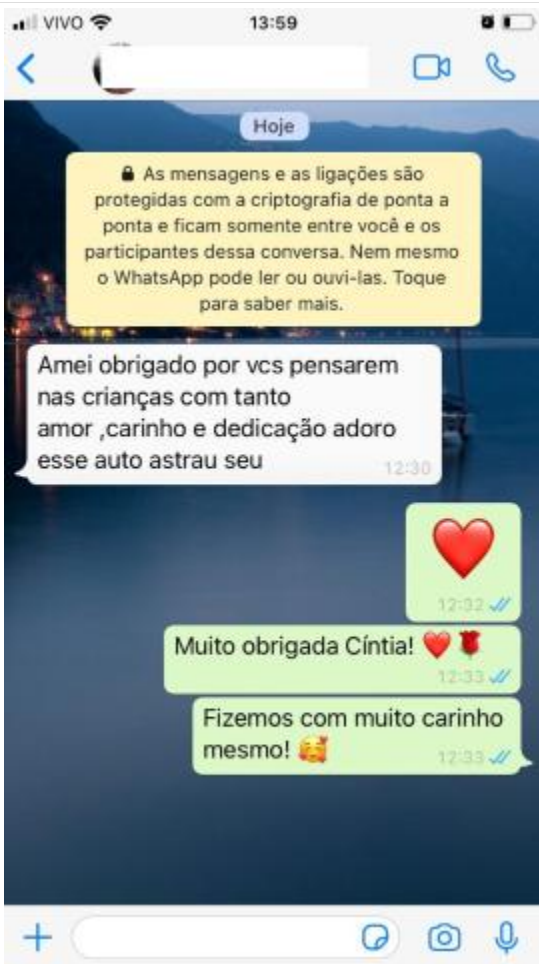 VIVO 13:59
Hoje
As mensagens e as ligações são
protegidas com a criptografia de ponta a
ponta e ficam somente entre você e os
participantes dessa conversa. Nem mesmo
o WhatsApp pode ler ou ouvi-las. Toque
para saber mais.
Amei obrigado por vcs pensarem
nas crianças com tanto
amor ,carinho e dedicação adoro
esse auto astrau seu
12:30
12:32
Muito obrigada Cíntia!
12:33
Fizemos com muito carinho
mesmo!
12:33